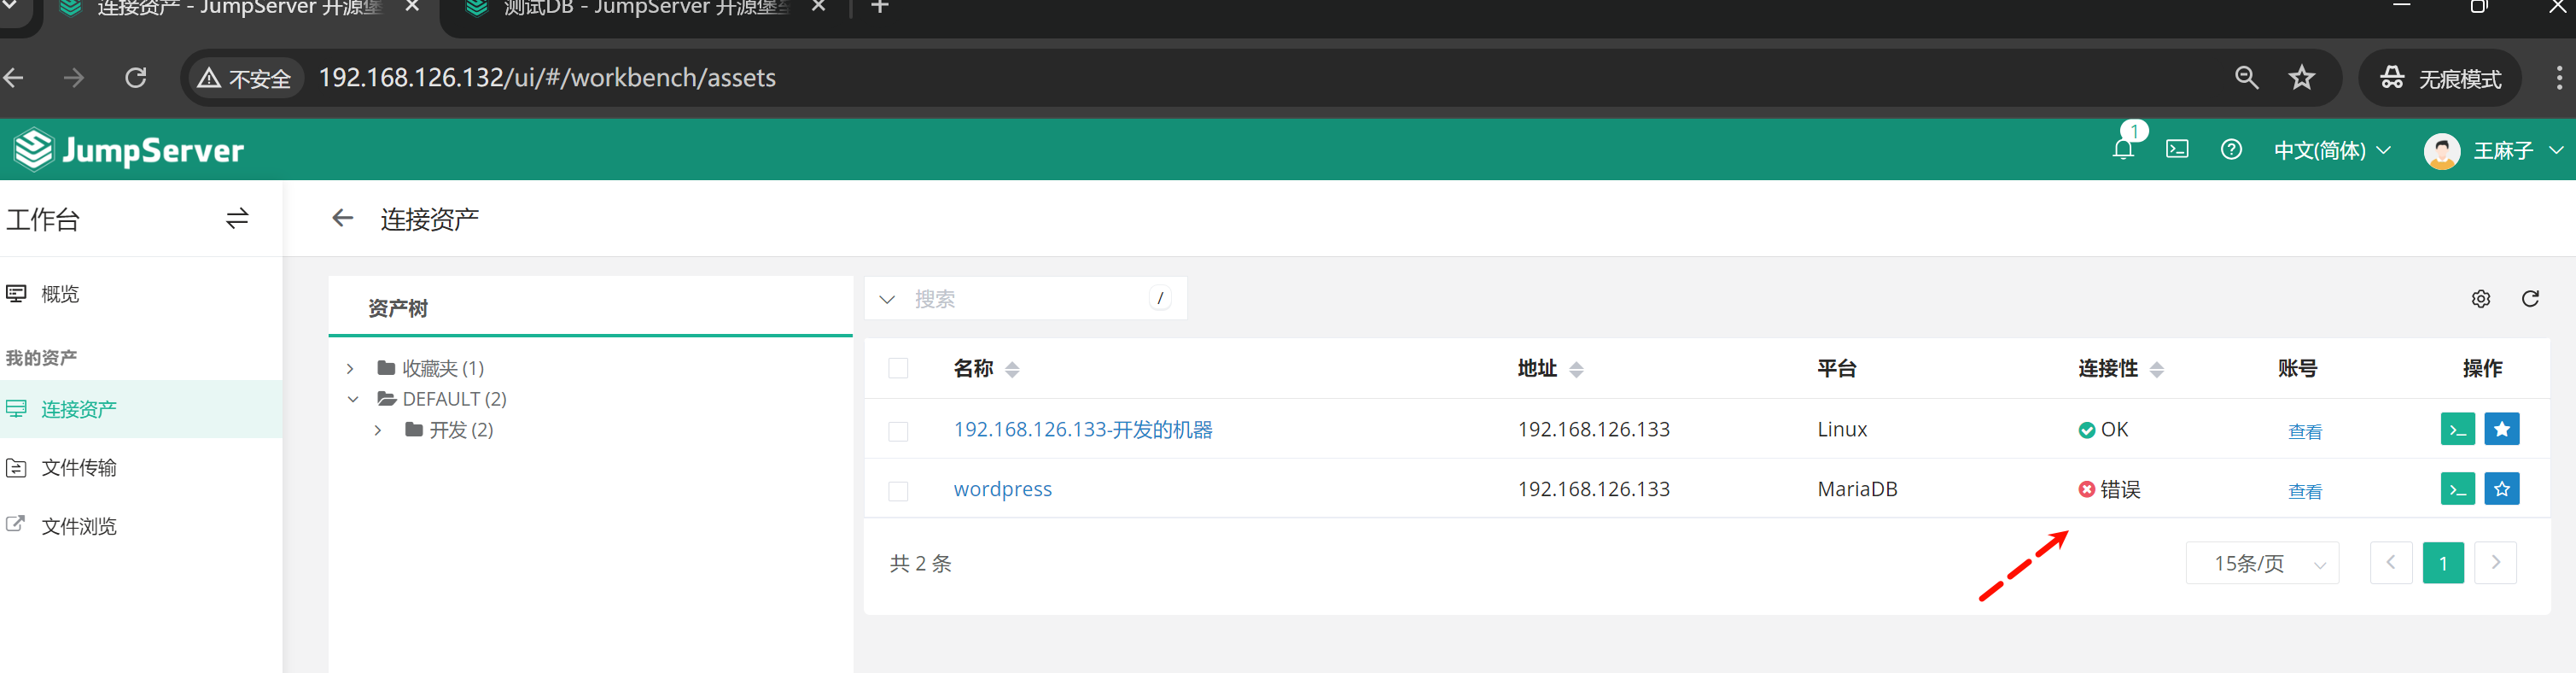 连接资产 - JumpServer 开源堡
测试DB - JumpServer 开源堡
不安全
192.168.126.132/ui/#/workbench/assets
无痕模式
JumpServer
1
中文(简体)
王麻子
工作台
连接资产
概览
我的资产
连接资产
文件传输
文件浏览
资产树
收藏夹 (1)
DEFAULT (2)
开发 (2)
搜索
/
名称 地址 平台 连接性 账号 操作
192.168.126.133-开发的机器 192.168.126.133 Linux OK 查看
wordpress 192.168.126.133 MariaDB 错误 查看
共 2 条
15条/页
1